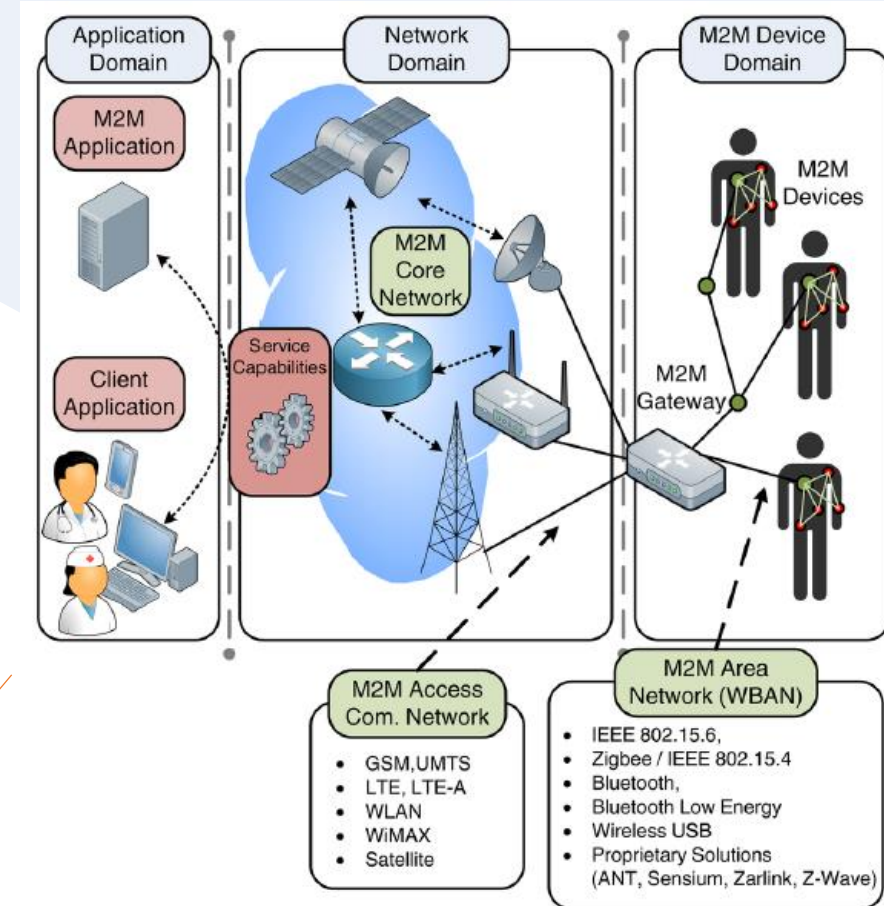 Application
Domain
Network
Domain
M2M Device
Domain
M2M
Application
M2M
Devices
M2M
Core
Network
Service
Capabilities
Client
Application
M2M
Gateway
M2M Access
Com. Network
• GSM,UMTS
• LTE, LTE-A
• WLAN
• WiMAX
• Satellite
M2M Area
Network (WBAN)
• IEEE 802.15.6,
• Zigbee / IEEE 802.15.4
• Bluetooth,
• Bluetooth Low Energy
• Wireless USB
• Proprietary Solutions
(ANT, Sensium, Zarlink, Z-Wave)